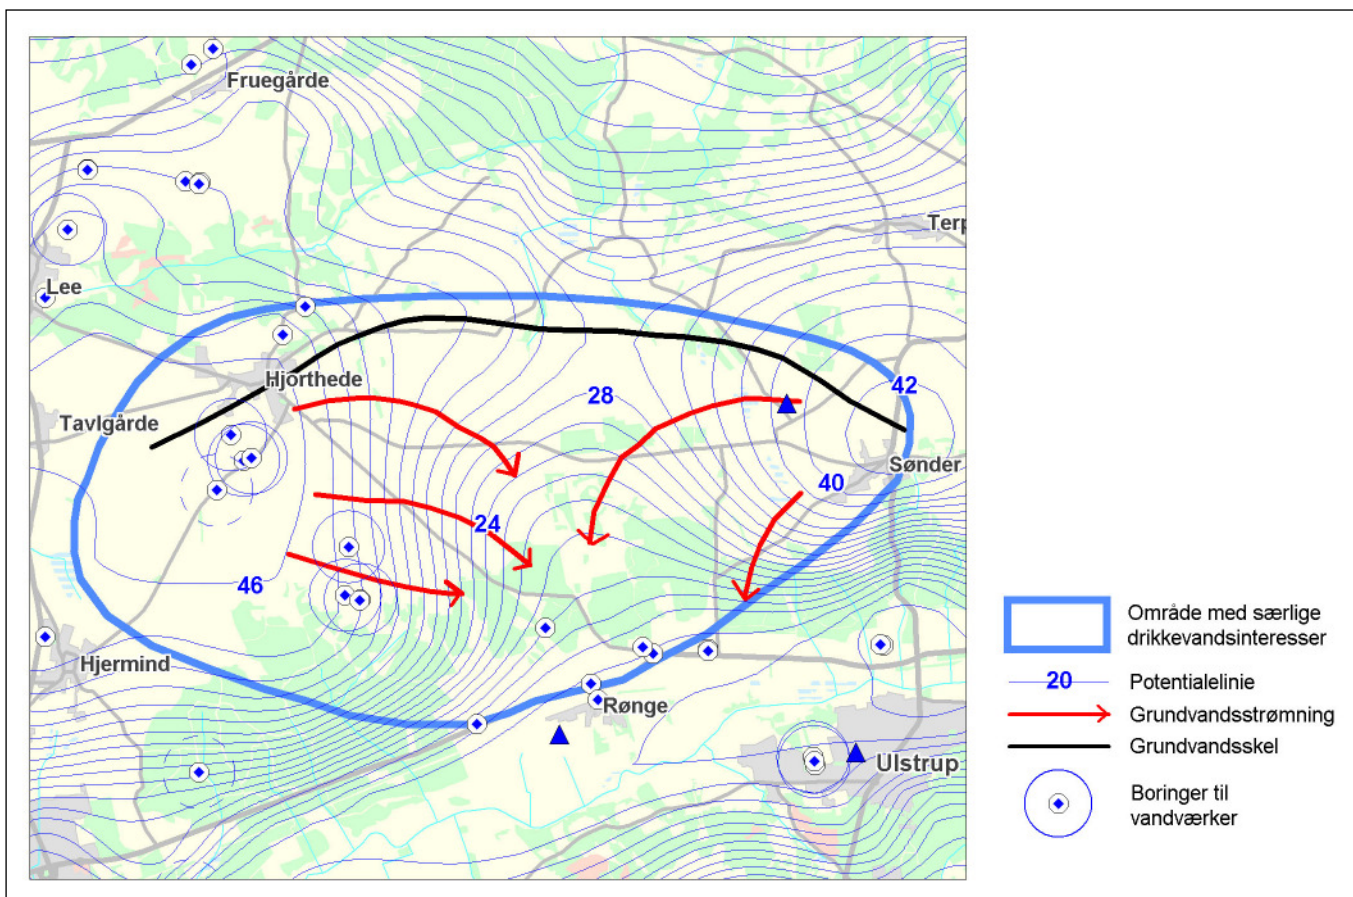 Fruegårde
Terp
Lee
Hjorthede
42
28
Tavlgårde
Sønder
40
24
46
Hjermind
Rønge
Ulstrup
Område med særlige
drikkevandsinteresser
20
Potentialelinie
Grundvandsstrømning
Grundvandsskel
Boringer til
vandværker